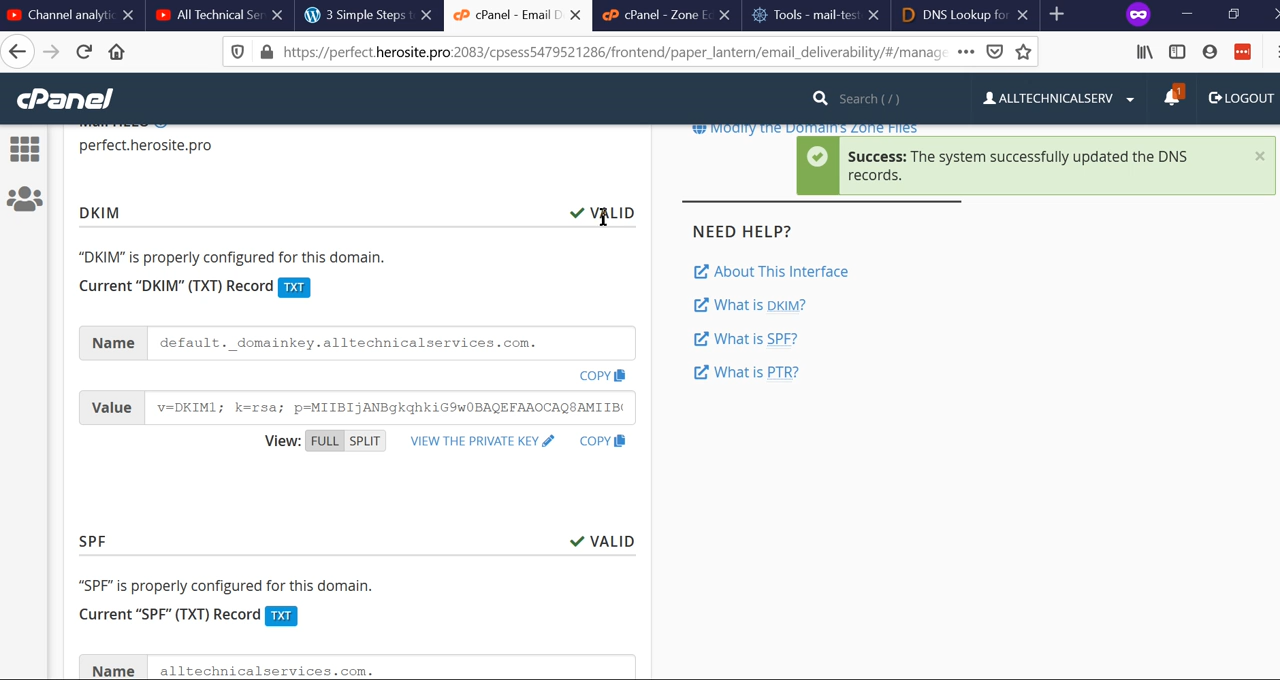 Channel analytic
All Technical Ser
3 Simple Steps t
cPanel - Email D
cPanel - Zone Ec
Tools - mail-test
DNS Lookup for
https://perfect.herosite.pro:2083/cpsess5479521286/frontend/paper_lantern/email_deliverability/#/manage
cPanel
Search ( / )
ALLTECHNICALSERV
1
LOGOUT
Mail HELO
perfect.herosite.pro
Modify the Domain's Zone Files
Success: The system successfully updated the DNS
records.
DKIM
VALID
"DKIM" is properly configured for this domain.
Current "DKIM" (TXT) Record TXT
Name default._domainkey.alltechnicalservices.com.
COPY
Value v=DKIM1; k=rsa; p=MIIBIjANBgkqhkiG9w0BAQEFAAOCAQ8AMIIBC
View: FULL SPLIT VIEW THE PRIVATE KEY COPY
SPF
VALID
"SPF" is properly configured for this domain.
Current "SPF" (TXT) Record TXT
Name alltechnicalservices.com.
NEED HELP?
About This Interface
What is DKIM?
What is SPF?
What is PTR?